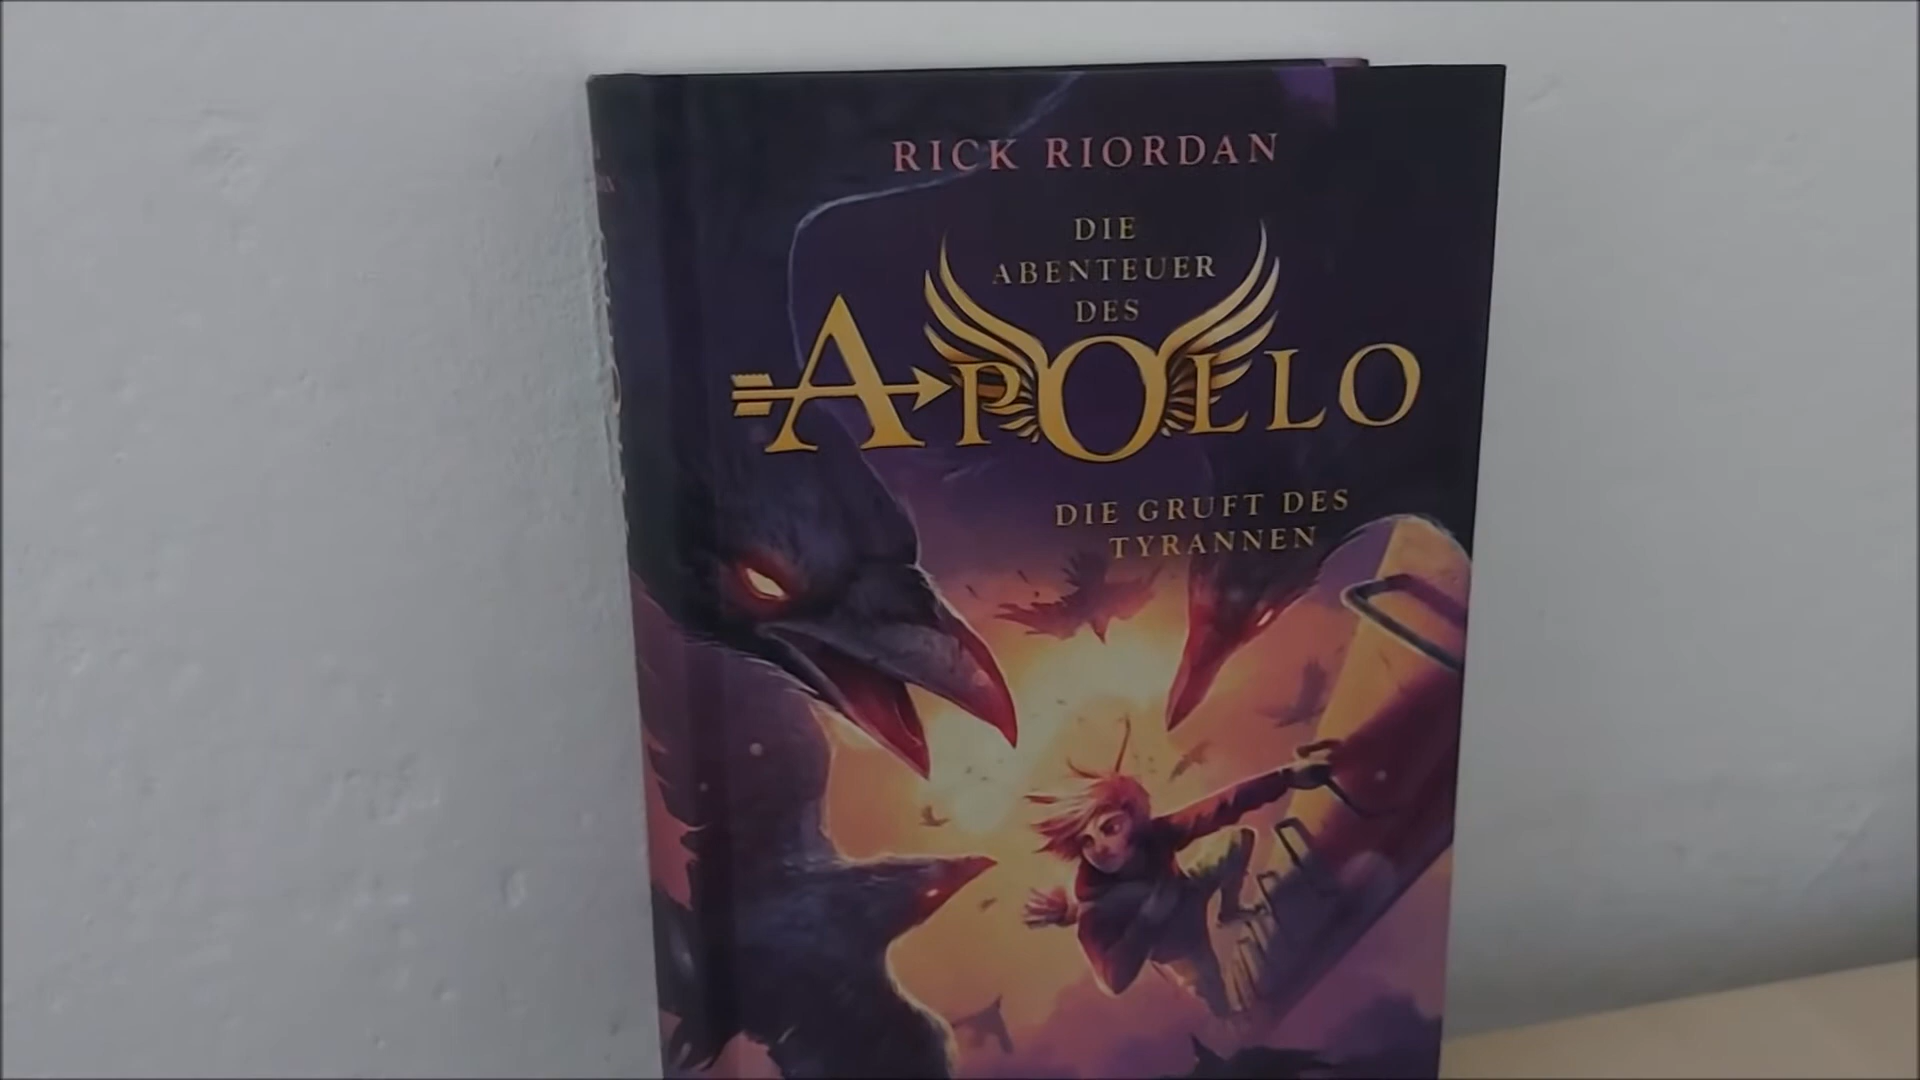 RICK RIORDAN
DIE
ABENTEUER
DES
APOLLO
DIE GRUFT DES
TYRANNEN